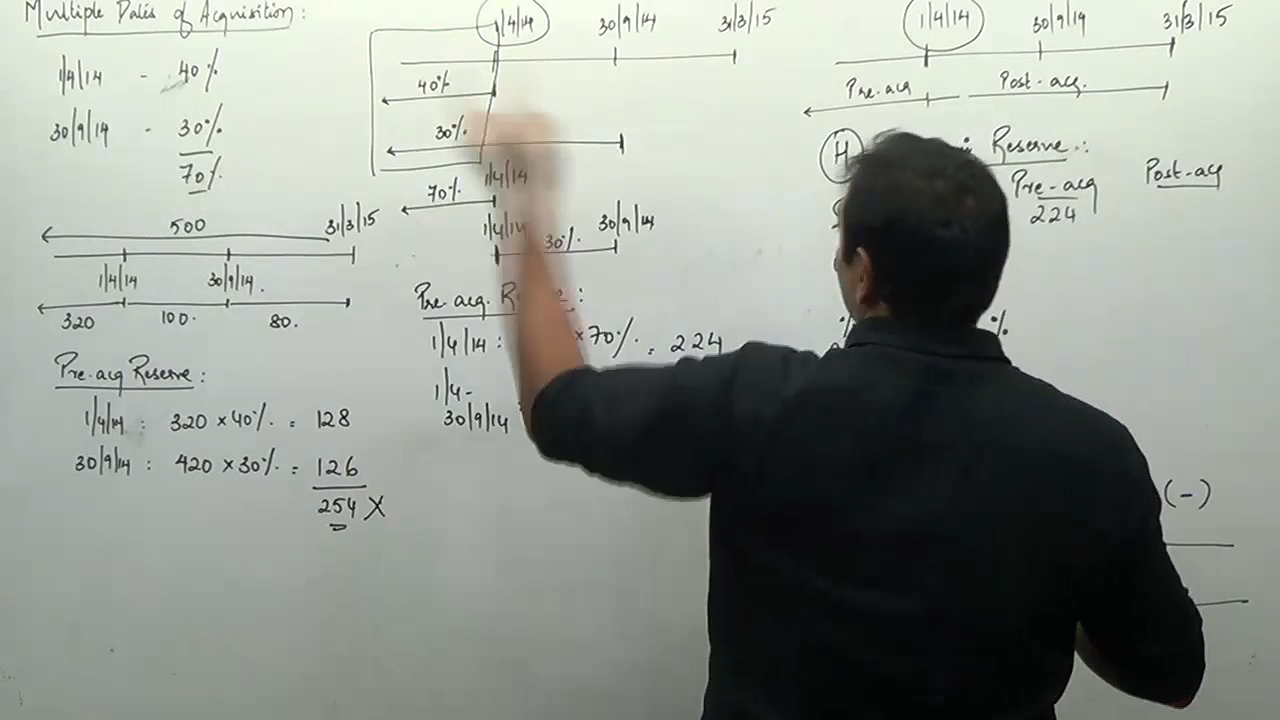 Multiple Dates of Acquisition:
1/4/14 - 40%
30/9/14 - 30%
70%
500
31/3/15
1/4/14
30/9/14.
320
100.
80.
Pre-acq Reserve:
1/4/14 : 320 × 40% = 128
30/9/14 : 420 × 30% = 126
254 X
1/4/14
30/9/14
31/3/15
40%
30%
1/4/14
70%
1/4/14
30/9/14
30%
Pre-acq.
1/4/14 : × 70% = 224
1/4-
30/9/14
1/4/14
30/9/14
31/3/15
Pre-acq
Post-acq.
H
Reserve.:
Pre-acq
Post-acq
224
%
%
(-)